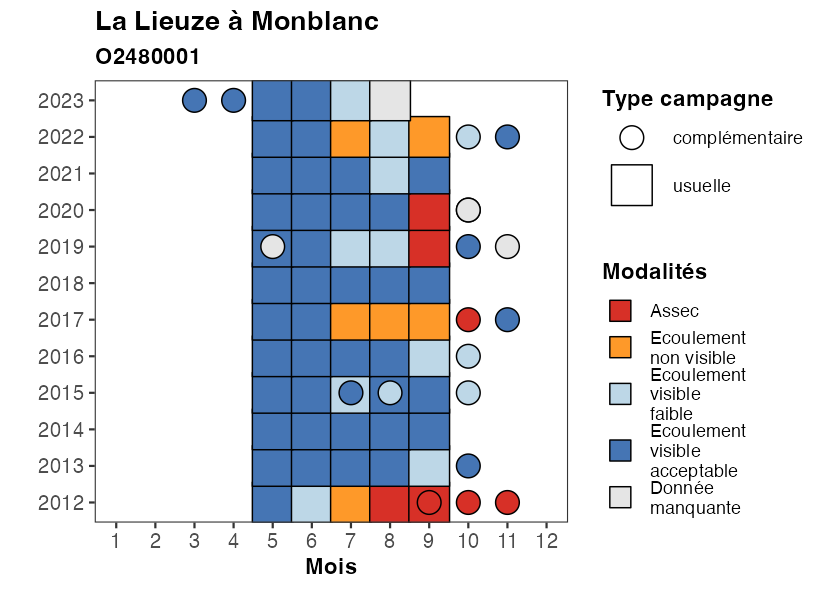 La Lieuze à Monblanc
O2480001
2023
2022
2021
2020
2019
2018
2017
2016
2015
2014
2013
2012
1 2 3 4 5 6 7 8 9 10 11 12
Mois
Type campagne
complémentaire
usuelle
Modalités
Assec
Ecoulement
non visible
Ecoulement
visible
faible
Ecoulement
visible
acceptable
Donnée
manquante